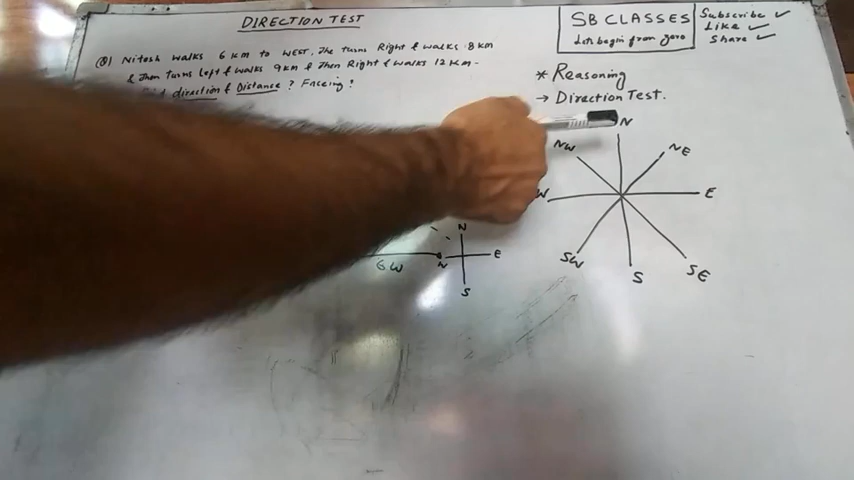 DIRECTION TEST
(Q1) Nitesh walks 6 km to WEST, the turns Right & walks 8 km
& then turns left & walks 9 km & then Right & walks 12 km -
direction & Distance? Facing?
SB CLASSES
Lets begin from zero
Subscribe ✓
Like ✓
Share ✓
* Reasoning
→ Direction Test.
N
NW
NE
W
E
SW
S
SE
N
6 W
N
E
S